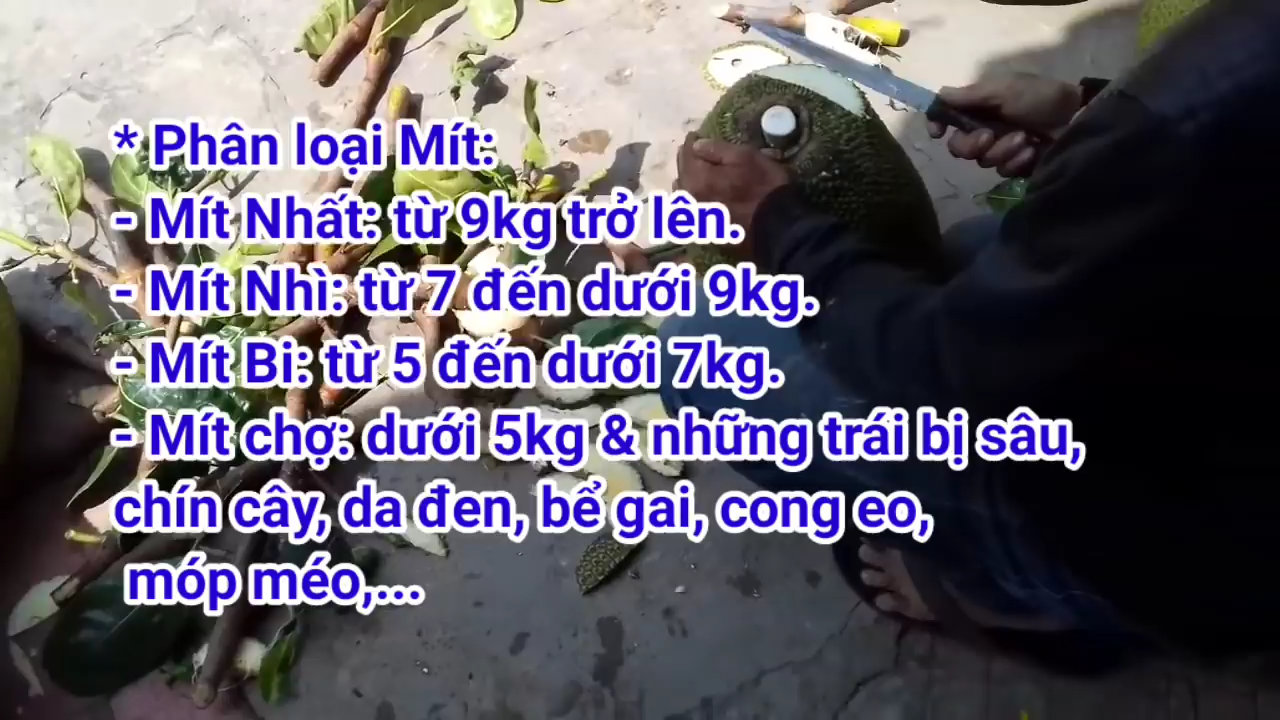 * Phân loại Mít:
- Mít Nhất: từ 9kg trở lên.
- Mít Nhì: từ 7 đến dưới 9kg.
- Mít Bi: từ 5 đến dưới 7kg.
- Mít chợ: dưới 5kg & những trái bị sâu,
chín cây, da đen, bể gai, cong eo,
móp méo,...